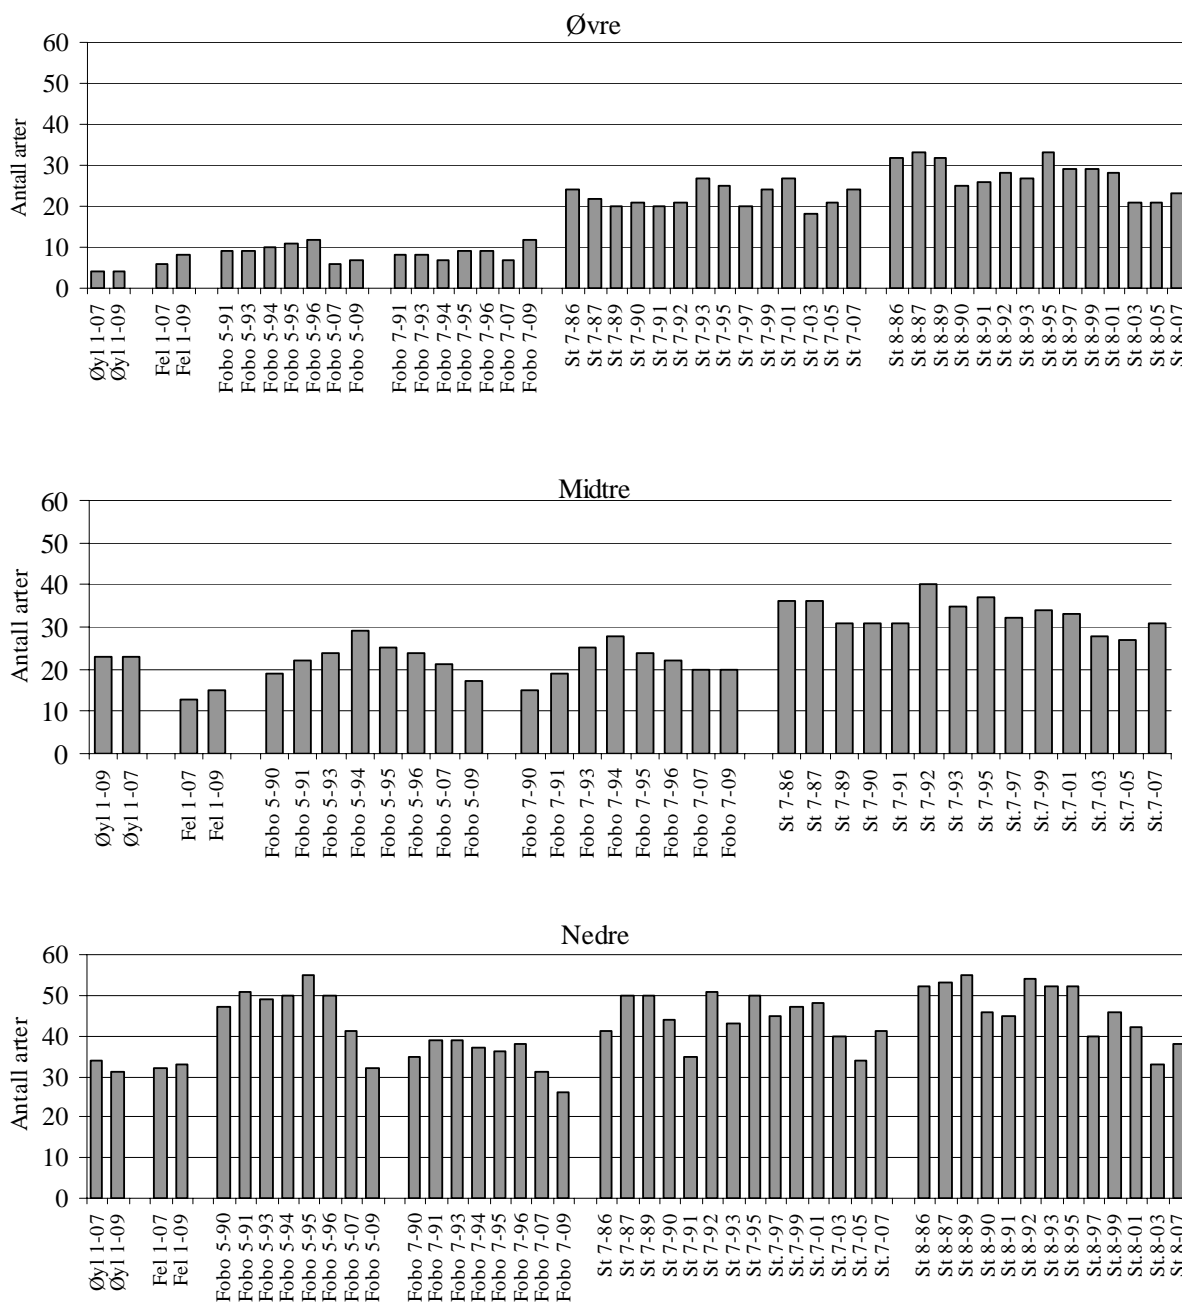 Øvre
Antall arter
60
50
40
30
20
10
0
Øyl 1-07
Øyl 1-09
Fel 1-07
Fel 1-09
Fobo 5-91
Fobo 5-93
Fobo 5-94
Fobo 5-95
Fobo 5-96
Fobo 5-07
Fobo 5-09
Fobo 7-91
Fobo 7-93
Fobo 7-94
Fobo 7-95
Fobo 7-96
Fobo 7-07
Fobo 7-09
St 7-86
St 7-87
St 7-89
St 7-90
St 7-91
St 7-92
St 7-93
St 7-95
St 7-97
St 7-99
St 7-01
St 7-03
St 7-05
St 7-07
St 8-86
St 8-87
St 8-89
St 8-90
St 8-91
St 8-92
St 8-93
St 8-95
St 8-97
St 8-99
St 8-01
St 8-03
St 8-05
St 8-07
Midtre
Antall arter
60
50
40
30
20
10
0
Øyl 1-09
Øyl 1-07
Fel 1-07
Fel 1-09
Fobo 5-90
Fobo 5-91
Fobo 5-93
Fobo 5-94
Fobo 5-95
Fobo 5-96
Fobo 5-07
Fobo 5-09
Fobo 7-90
Fobo 7-91
Fobo 7-93
Fobo 7-94
Fobo 7-95
Fobo 7-96
Fobo 7-07
Fobo 7-09
St 7-86
St 7-87
St 7-89
St 7-90
St 7-91
St 7-92
St 7-93
St 7-95
St.7-97
St.7-99
St.7-01
St.7-03
St.7-05
St.7-07
Nedre
Antall arter
60
50
40
30
20
10
0
Øyl 1-07
Øyl 1-09
Fel 1-07
Fel 1-09
Fobo 5-90
Fobo 5-91
Fobo 5-93
Fobo 5-94
Fobo 5-95
Fobo 5-96
Fobo 5-07
Fobo 5-09
Fobo 7-90
Fobo 7-91
Fobo 7-93
Fobo 7-94
Fobo 7-95
Fobo 7-96
Fobo 7-07
Fobo 7-09
St 7-86
St 7-87
St 7-89
St 7-90
St 7-91
St 7-92
St 7-93
St 7-95
St.7-97
St.7-99
St.7-01
St.7-03
St.7-05
St.7-07
St 8-86
St 8-87
St 8-89
St 8-90
St 8-91
St 8-92
St 8-93
St 8-95
St.8-97
St.8-99
St.8-01
St.8-03
St.8-07